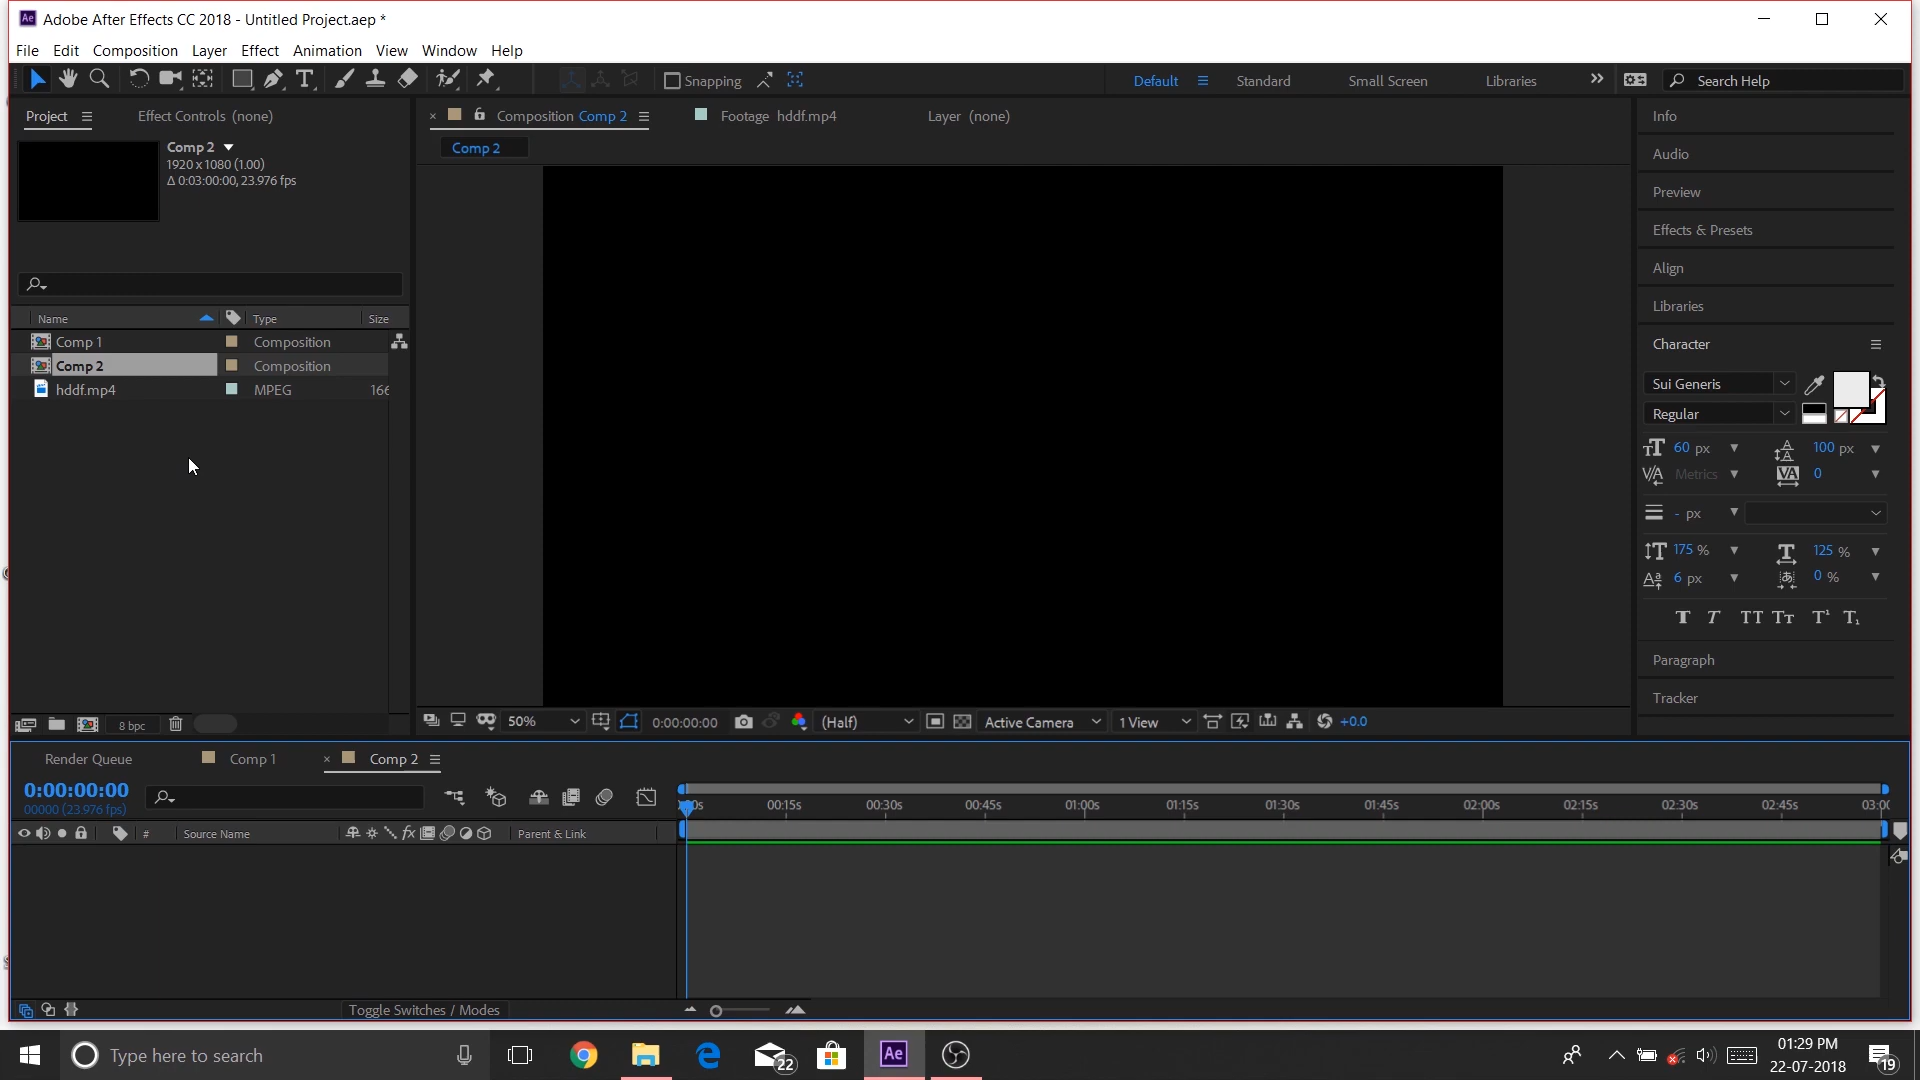 Adobe After Effects CC 2018 - Untitled Project.aep *
File Edit Composition Layer Effect Animation View Window Help
Snapping Default Standard Small Screen Libraries Search Help
Project Effect Controls (none) Composition Comp 2 Footage hddf.mp4 Layer (none)
Comp 2
Comp 2
1920 x 1080 (1.00)
Δ 0:03:00:00, 23.976 fps
Name Type Size
Comp 1 Composition
Comp 2 Composition
hddf.mp4 MPEG 166
8 bpc
50% 0:00:00:00 (Half) Active Camera 1 View +0.0
Info
Audio
Preview
Effects & Presets
Align
Libraries
Character
Sui Generis
Regular
60 px 100 px
Metrics 0
- px
175 % 125 %
6 px 0 %
T T TT Tт T¹ T₁
Paragraph
Tracker
Render Queue Comp 1 Comp 2
0:00:00:00
00000 (23.976 fps)
00:15s 00:30s 00:45s 01:00s 01:15s 01:30s 01:45s 02:00s 02:15s 02:30s 02:45s 03:00
# Source Name fx Parent & Link
Toggle Switches / Modes
Type here to search
22
Ae
01:29 PM
22-07-2018
19